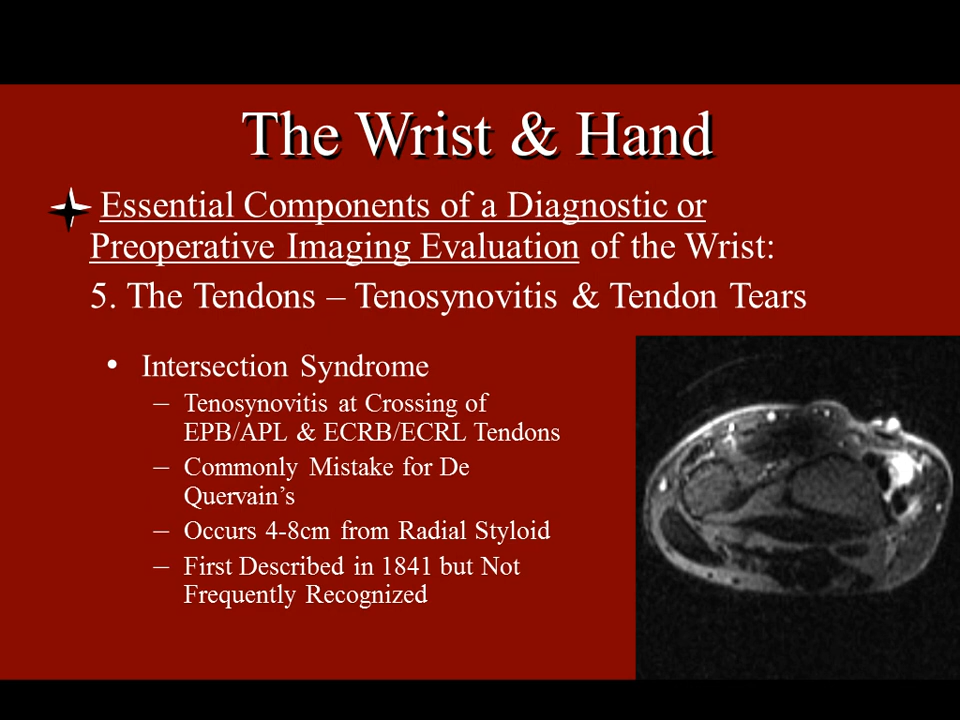 The Wrist & Hand
Essential Components of a Diagnostic or
Preoperative Imaging Evaluation of the Wrist:
5. The Tendons – Tenosynovitis & Tendon Tears
• Intersection Syndrome
– Tenosynovitis at Crossing of
EPB/APL & ECRB/ECRL Tendons
– Commonly Mistake for De
Quervain’s
– Occurs 4-8cm from Radial Styloid
– First Described in 1841 but Not
Frequently Recognized